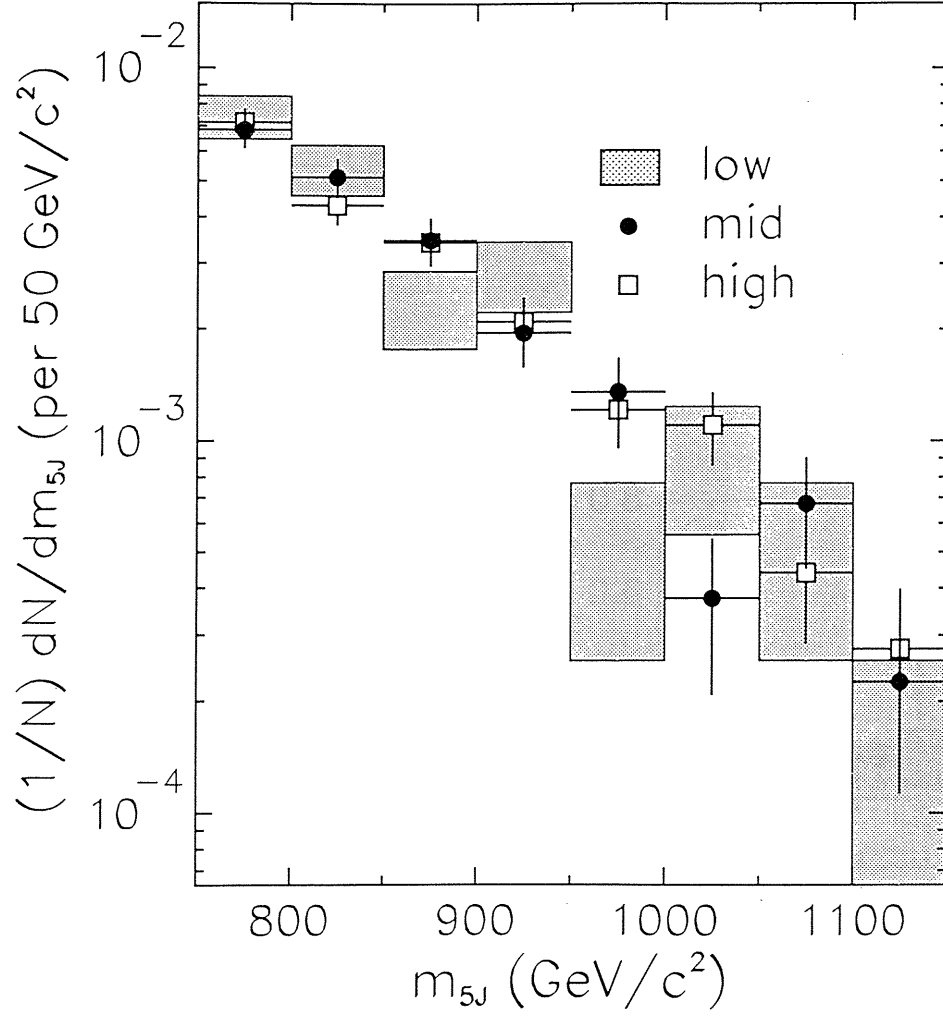 (1/N) dN/dm₅J (per 50 GeV/c²)
10⁻²
10⁻³
10⁻⁴
low
mid
high
800 900 1000 1100
m₅J (GeV/c²)